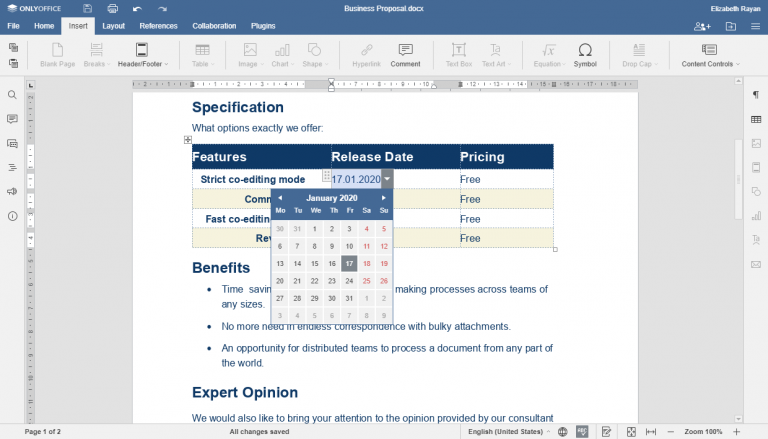 ONLYOFFICE
Business Proposal.docx
Elizabeth Rayan
File Home Insert Layout References Collaboration Plugins
Blank Page Breaks Header/Footer Table Image Chart Shape Hyperlink Comment Text Box Text Art Equation Symbol Drop Cap Content Controls
Specification
What options exactly we offer:
Features Release Date Pricing
Strict co-editing mode 17.01.2020 Free
Free
Fast co-editing Free
Free
January 2020
Mo Tu We Th Fr Sa Su
30 31 1 2 3 4 5
6 7 8 9 10 11 12
13 14 15 16 17 18 19
20 21 22 23 24 25 26
27 28 29 30 31 1 2
3 4 5 6 7 8 9
Benefits
• Time making processes across teams of
any sizes.
• No more need in endless correspondence with bulky attachments.
• An opportunity for distributed teams to process a document from any part of
the world.
Expert Opinion
We would also like to bring your attention to the opinion provided by our consultant
Page 1 of 2 All changes saved English (United States) Zoom 100%